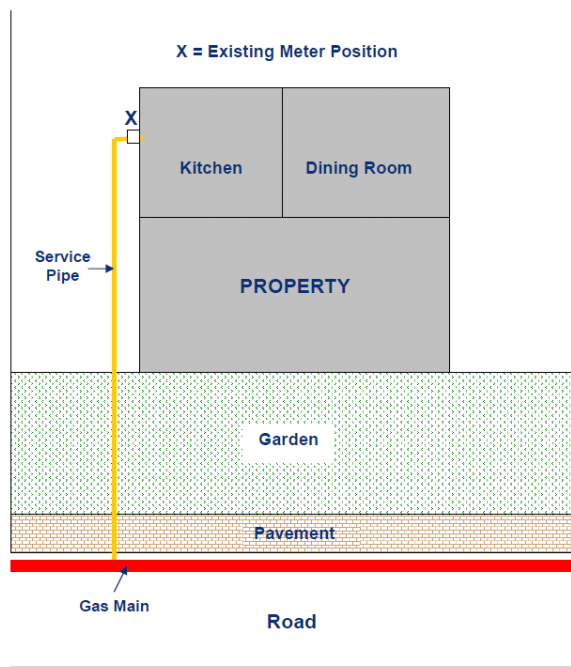 X = Existing Meter Position
X
Kitchen
Dining Room
Service
Pipe
PROPERTY
Garden
Pavement
Gas Main
Road